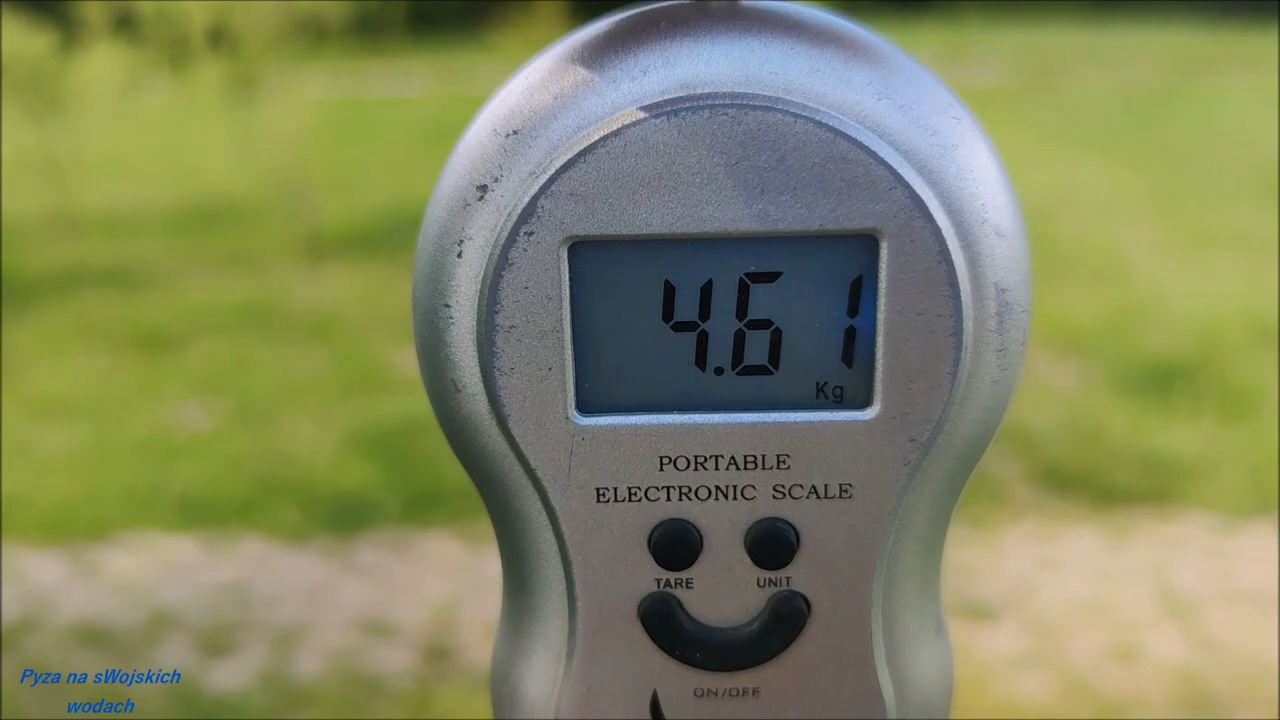 4.61
Kg
PORTABLE
ELECTRONIC SCALE
TARE UNIT
ON/OFF
Pyza na sWojskich
wodach